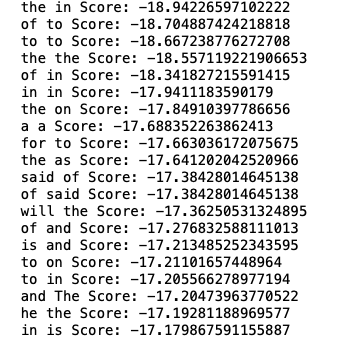 the in Score: -18.94226597102222
of to Score: -18.704887424218818
to to Score: -18.667238776272708
the the Score: -18.557119221906653
of in Score: -18.341827215591415
in in Score: -17.9411183590179
the on Score: -17.84910397786656
a a Score: -17.688352263862413
for to Score: -17.663036172075675
the as Score: -17.641202042520966
said of Score: -17.38428014645138
of said Score: -17.38428014645138
will the Score: -17.36250531324895
of and Score: -17.276832588111013
is and Score: -17.213485252343595
to on Score: -17.21101657448964
to in Score: -17.205566278977194
and The Score: -17.20473963770522
he the Score: -17.19281188969577
in is Score: -17.179867591155887